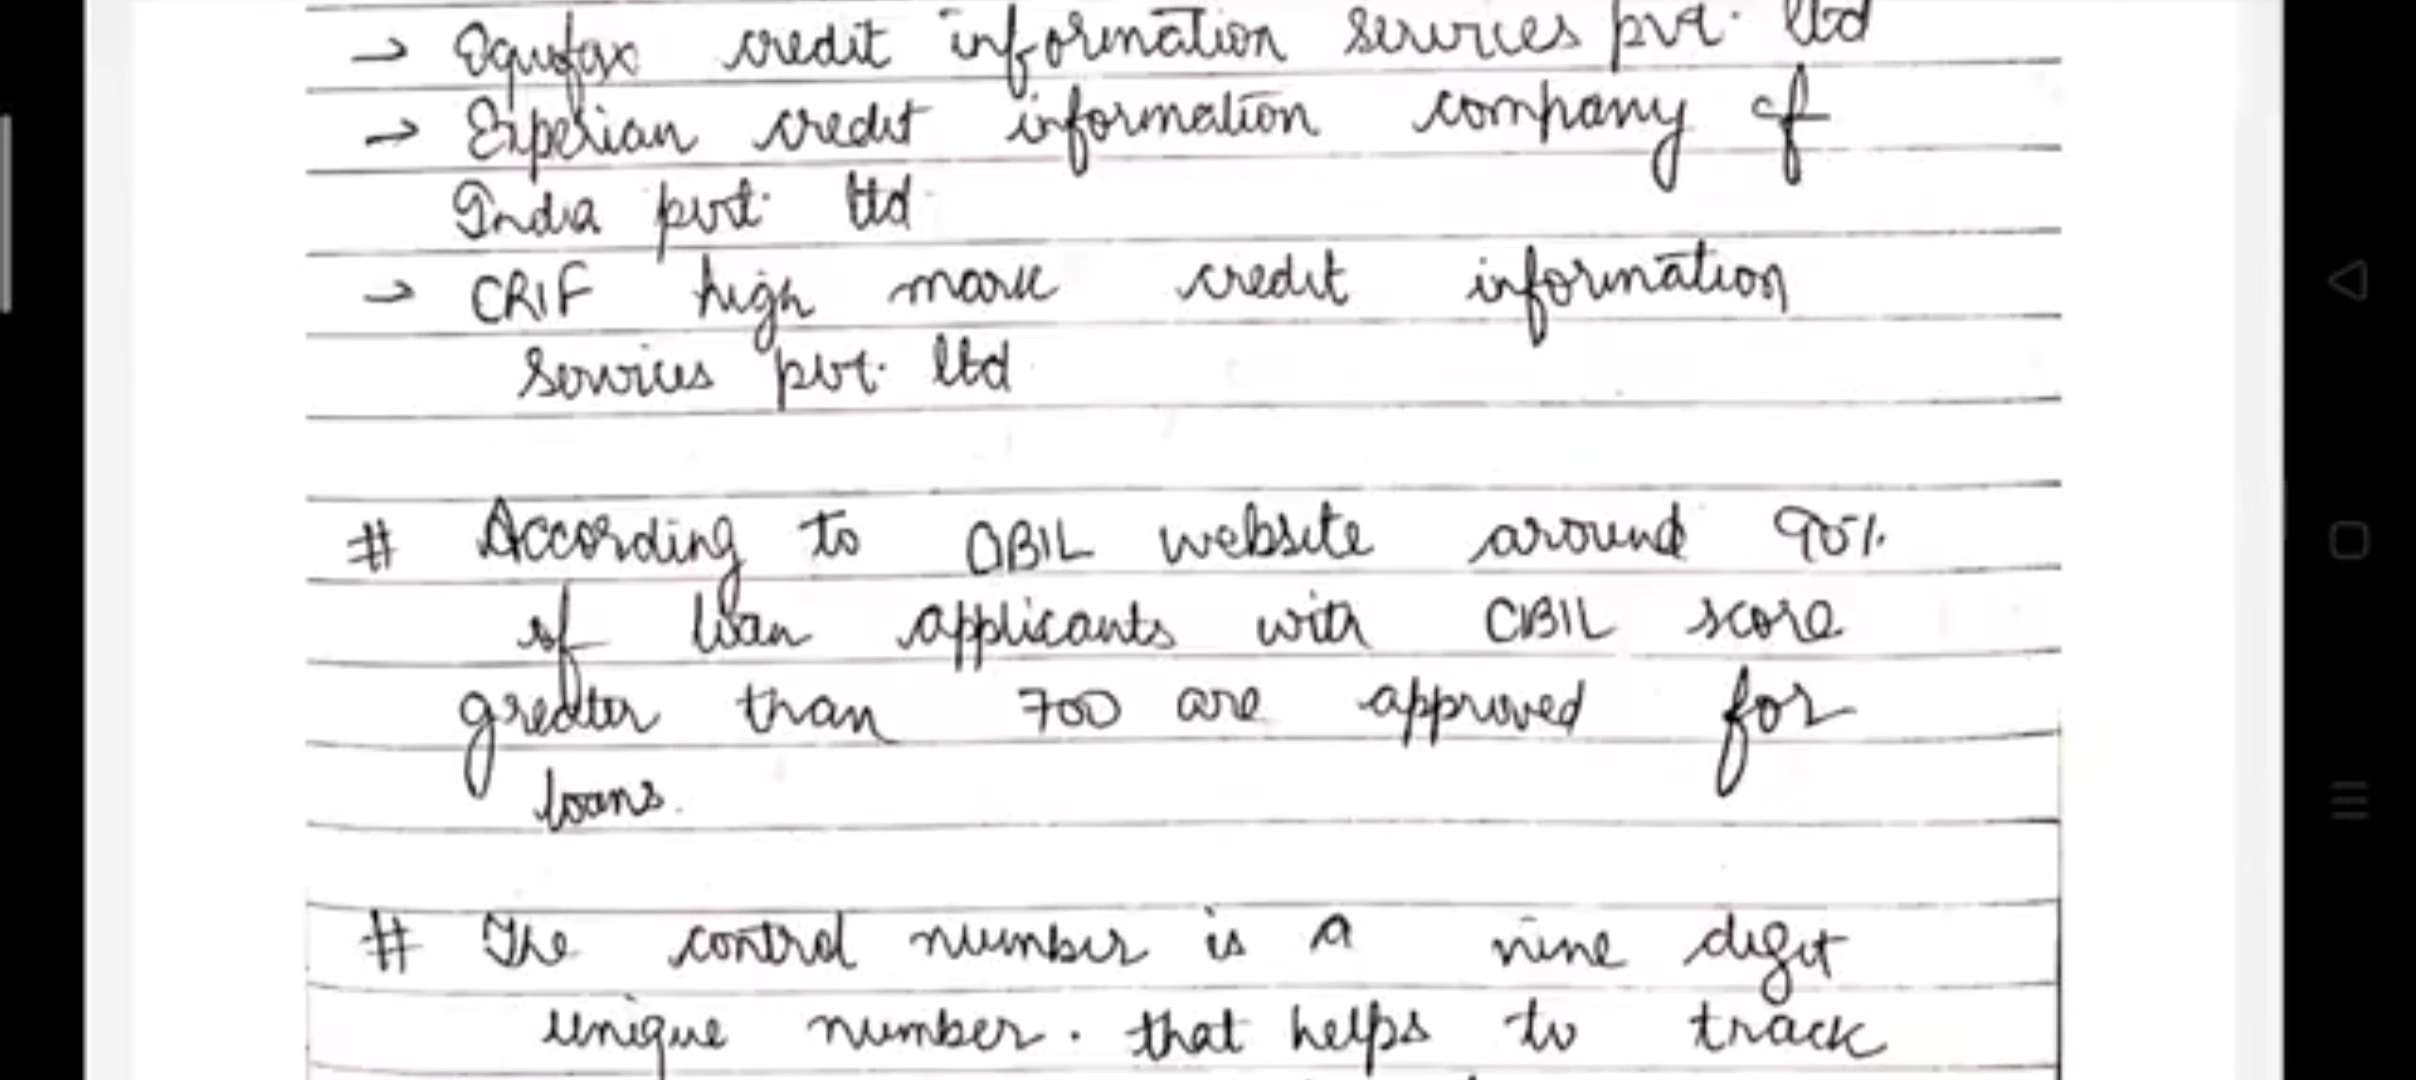 → Equifax credit information services pvt. ltd
→ Experian credit information company of
India pvt. ltd
→ CRIF high mark credit information
services pvt. ltd
# According to CIBIL website around 90%
of loan applicants with CIBIL score
greater than 700 are approved for
loans.
# The control number is a nine digit
unique number. that helps to track